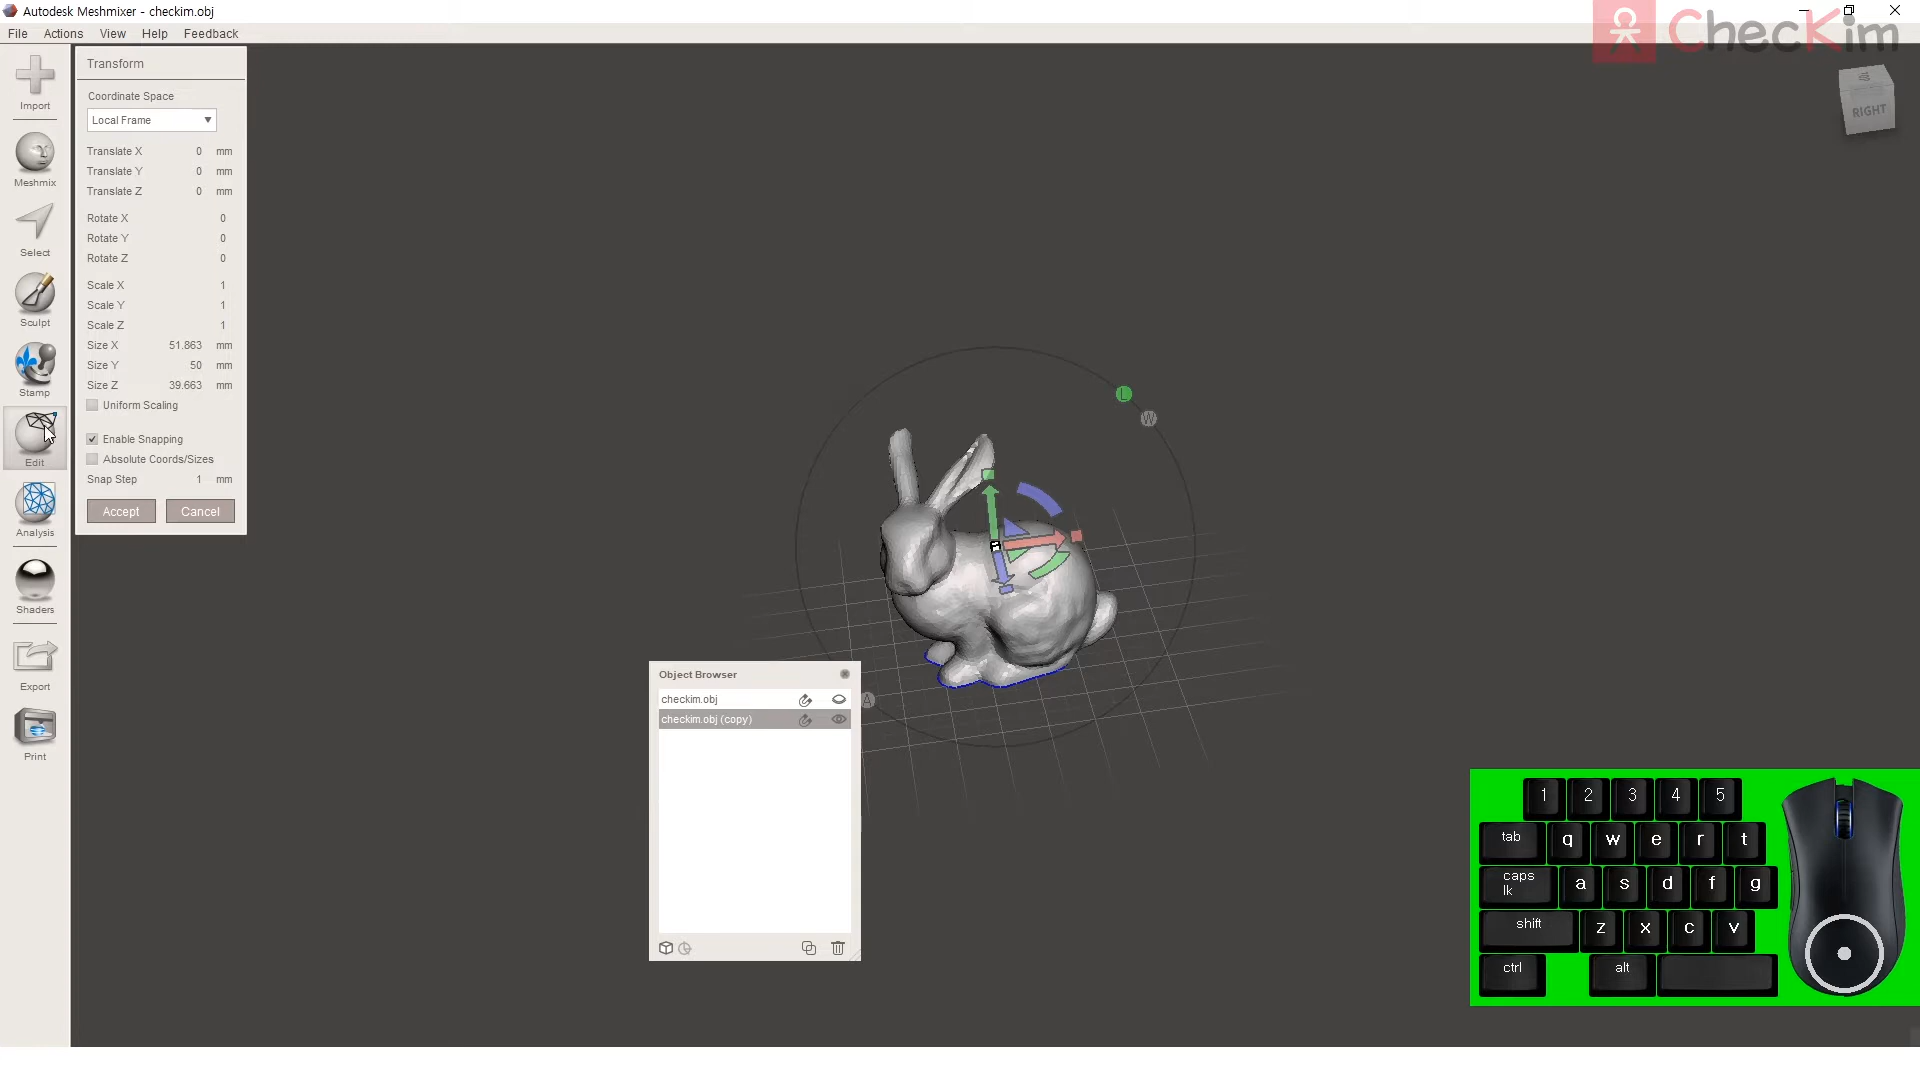 Autodesk Meshmixer - checkim.obj
File Actions View Help Feedback
CHecKim
Import
Meshmix
Select
Sculpt
Stamp
Edit
Analysis
Shaders
Export
Print
Transform
Coordinate Space
Local Frame
Translate X 0 mm
Translate Y 0 mm
Translate Z 0 mm
Rotate X 0
Rotate Y 0
Rotate Z 0
Scale X 1
Scale Y 1
Scale Z 1
Size X 51.863 mm
Size Y 50 mm
Size Z 39.663 mm
Uniform Scaling
Enable Snapping
Absolute Coords/Sizes
Snap Step 1 mm
Accept Cancel
RIGHT
L
W
A
Object Browser
checkim.obj
checkim.obj (copy)
1 2 3 4 5
tab q w e r t
caps lk a s d f g
shift z x c v
ctrl alt